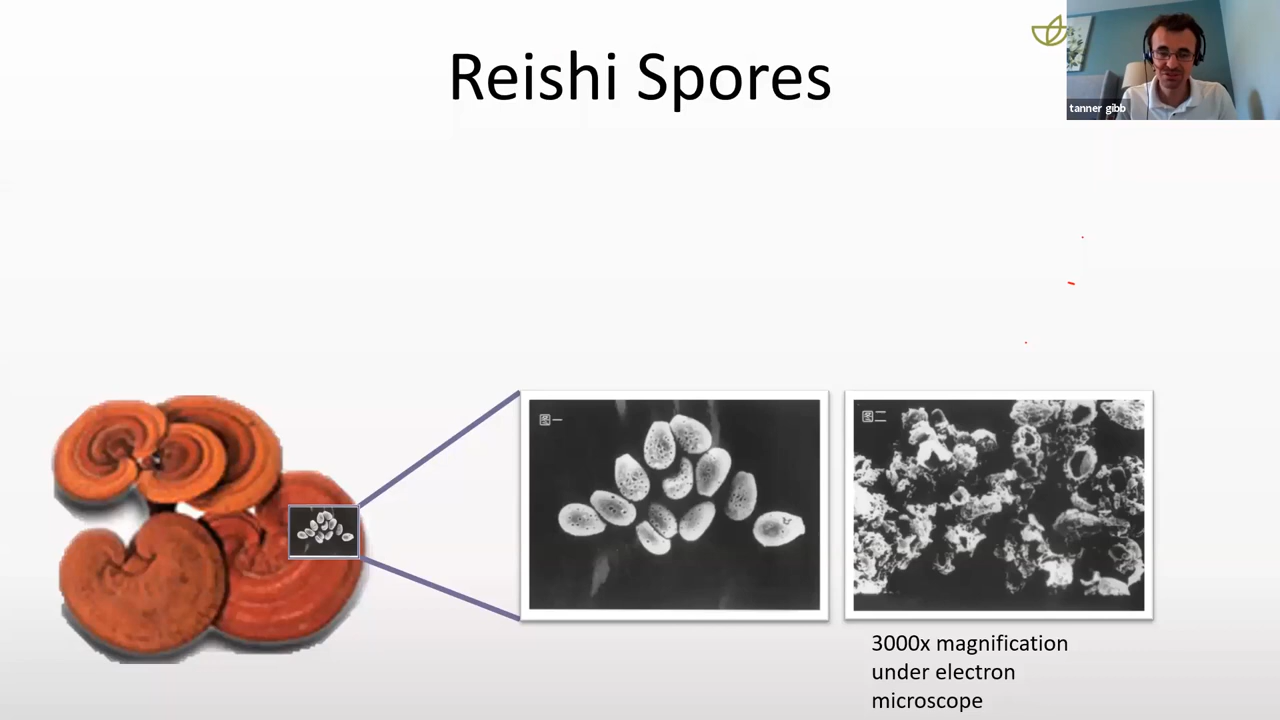 Reishi Spores
tanner gibb
图一
图二
3000x magnification
under electron
microscope